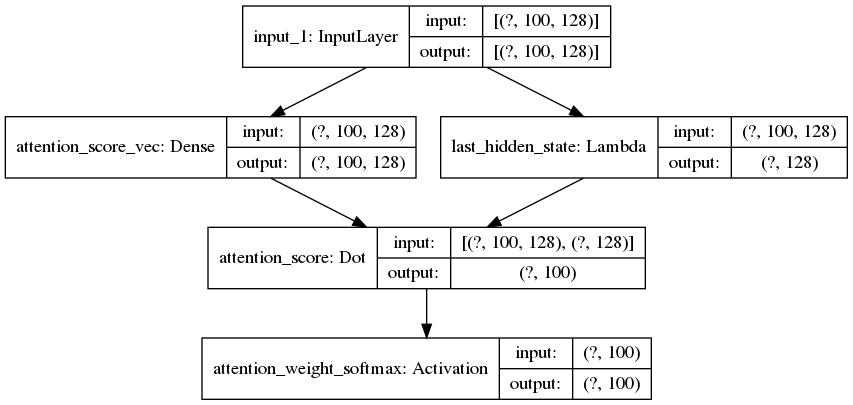 input_1: InputLayer
input: [(?, 100, 128)]
output: [(?, 100, 128)]
attention_score_vec: Dense
input: (?, 100, 128)
output: (?, 100, 128)
last_hidden_state: Lambda
input: (?, 100, 128)
output: (?, 128)
attention_score: Dot
input: [(?, 100, 128), (?, 128)]
output: (?, 100)
attention_weight_softmax: Activation
input: (?, 100)
output: (?, 100)